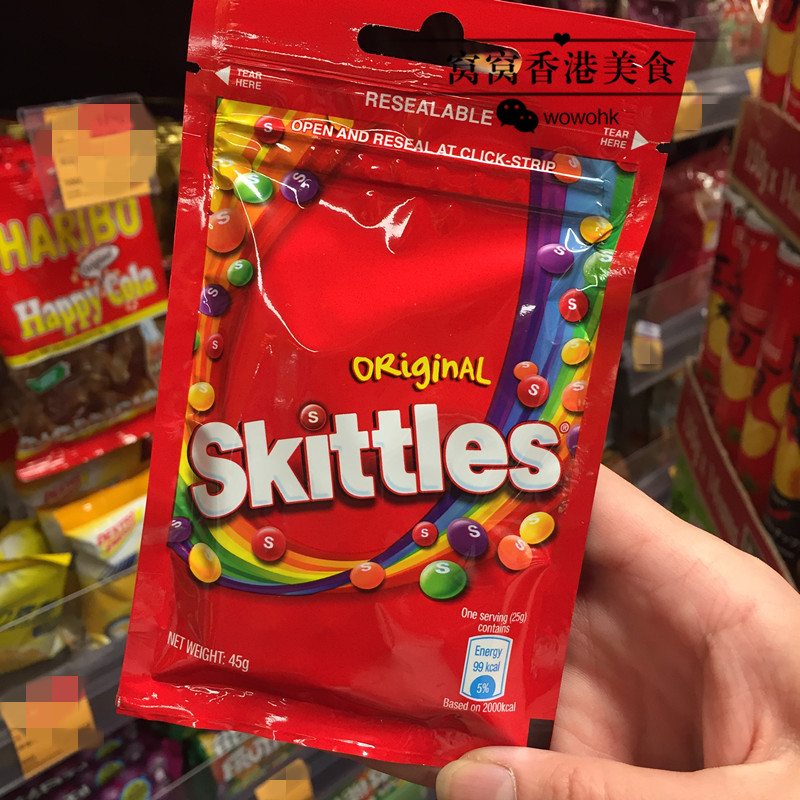 窝窝香港美食
wowohk
TEAR
HERE
RESEALABLE
TEAR
HERE
OPEN AND RESEAL AT CLICK-STRIP
ORiginAL
Skittles®
One serving (25g)
contains
Energy
99 kcal
5%
Based on 2000kcal
NET WEIGHT: 45g
HARIBO
Happy Cola